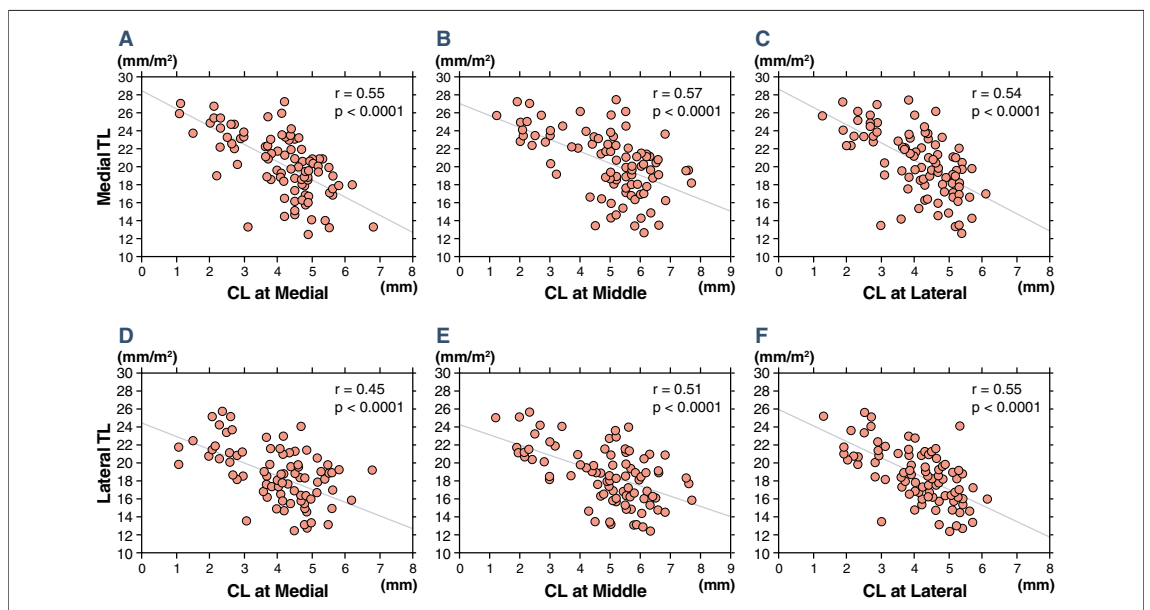 A
B
C
(mm/m²)
(mm/m²)
(mm/m²)
Medial TL
30
28
26
24
22
20
18
16
14
12
10
r = 0.55
p < 0.0001
0 1 2 3 4 5 6 7 8
CL at Medial (mm)
30
28
26
24
22
20
18
16
14
12
10
r = 0.57
p < 0.0001
0 1 2 3 4 5 6 7 8 9
CL at Middle (mm)
30
28
26
24
22
20
18
16
14
12
10
r = 0.54
p < 0.0001
0 1 2 3 4 5 6 7 8
CL at Lateral (mm)
D
E
F
(mm/m²)
(mm/m²)
(mm/m²)
Lateral TL
30
28
26
24
22
20
18
16
14
12
10
r = 0.45
p < 0.0001
0 1 2 3 4 5 6 7 8
CL at Medial (mm)
30
28
26
24
22
20
18
16
14
12
10
r = 0.51
p < 0.0001
0 1 2 3 4 5 6 7 8 9
CL at Middle (mm)
30
28
26
24
22
20
18
16
14
12
10
r = 0.55
p < 0.0001
0 1 2 3 4 5 6 7 8
CL at Lateral (mm)